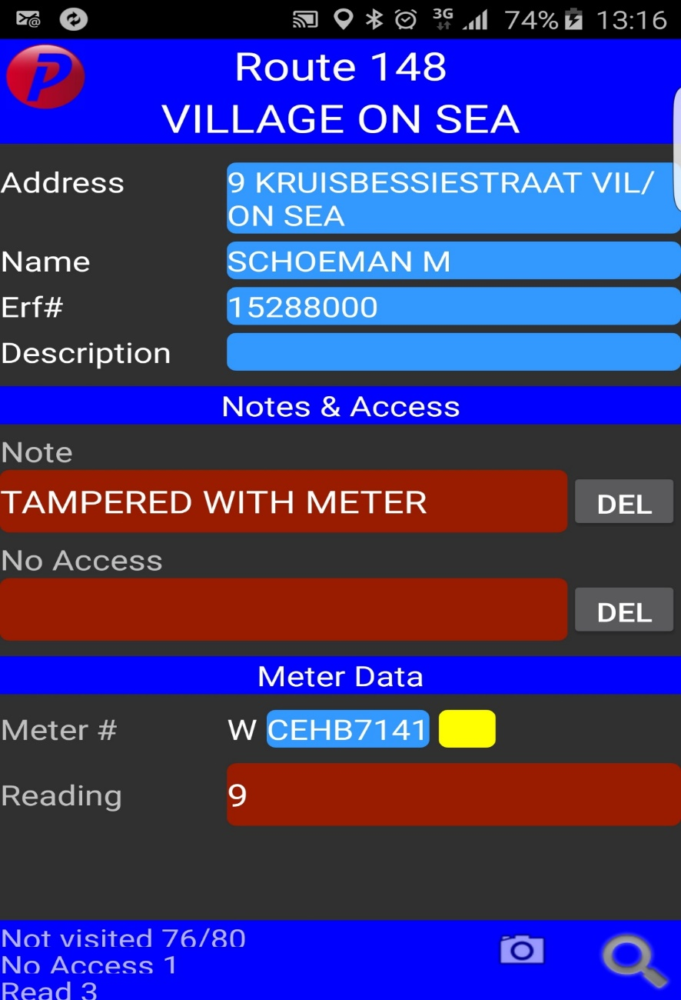 3G
74% 13:16
P
Route 148
VILLAGE ON SEA
Address
9 KRUISBESSIESTRAAT VIL/
ON SEA
Name
SCHOEMAN M
Erf#
15288000
Description
Notes & Access
Note
TAMPERED WITH METER
DEL
No Access
DEL
Meter Data
Meter #
W CEHB7141
Reading
9
Not visited 76/80
No Access 1
Read 3